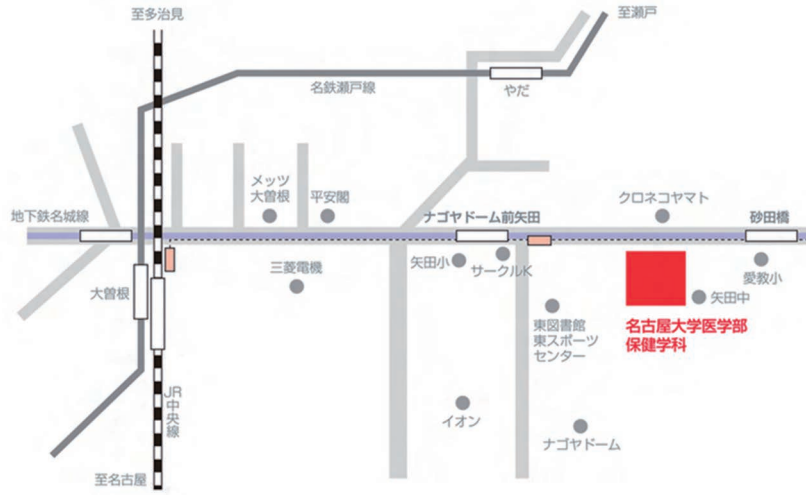 至多治見
至瀬戸
名鉄瀬戸線
やだ
メッツ
大曽根
平安閣
地下鉄名城線
ナゴヤドーム前矢田
クロネコヤマト
砂田橋
大曽根
三菱電機
矢田小
サークルK
愛教小
矢田中
東図書館
東スポーツ
センター
名古屋大学医学部
保健学科
JR中央線
イオン
ナゴヤドーム
至名古屋